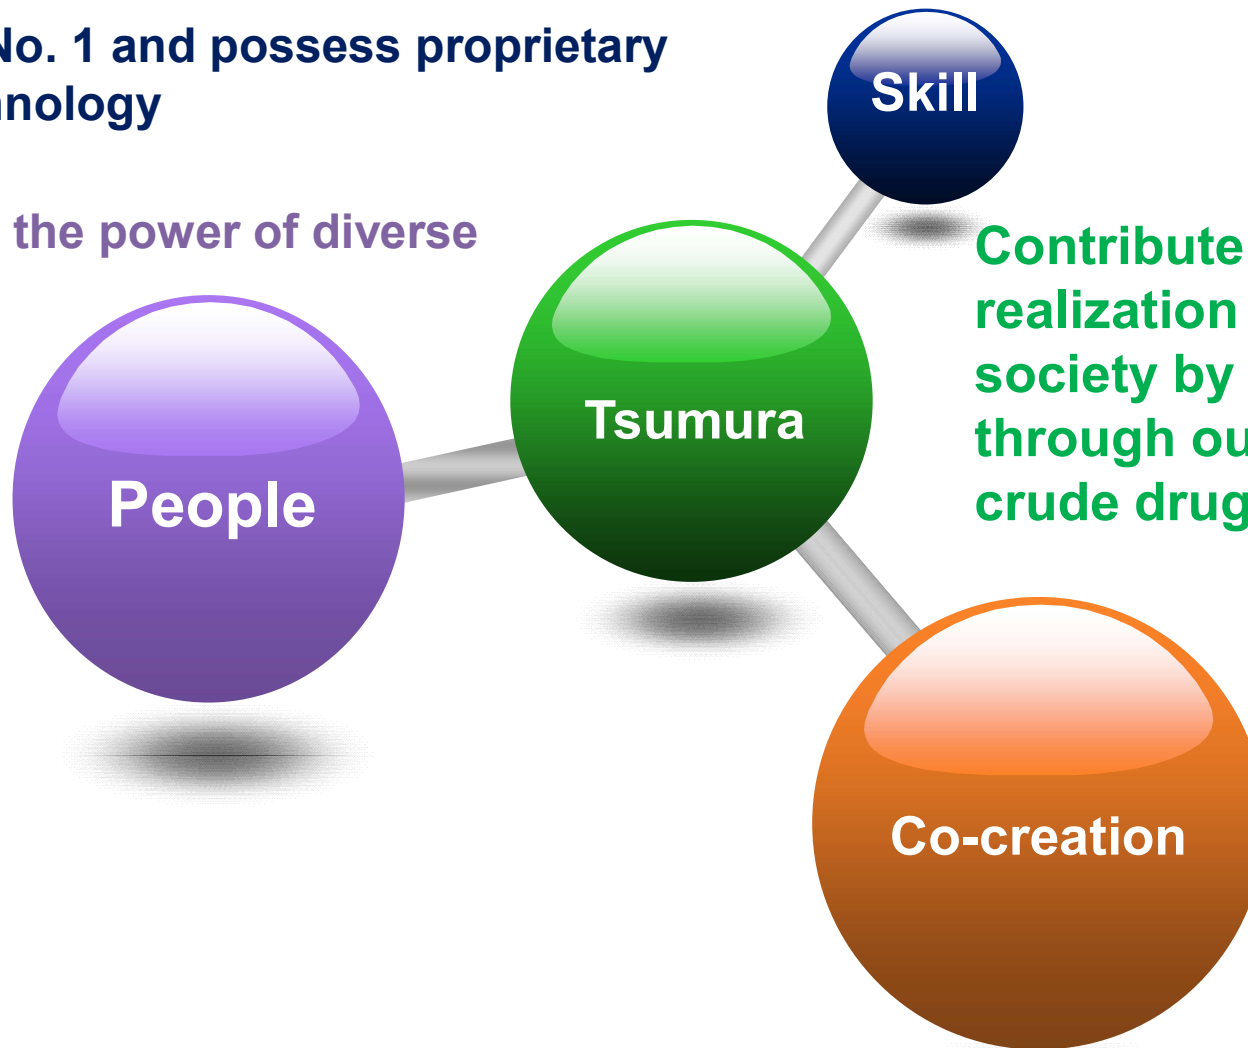 No. 1 and possess proprietary
nology
Skill
the power of diverse
Contribute
realization
society by
through ou
crude drug
Tsumura
People
Co-creation